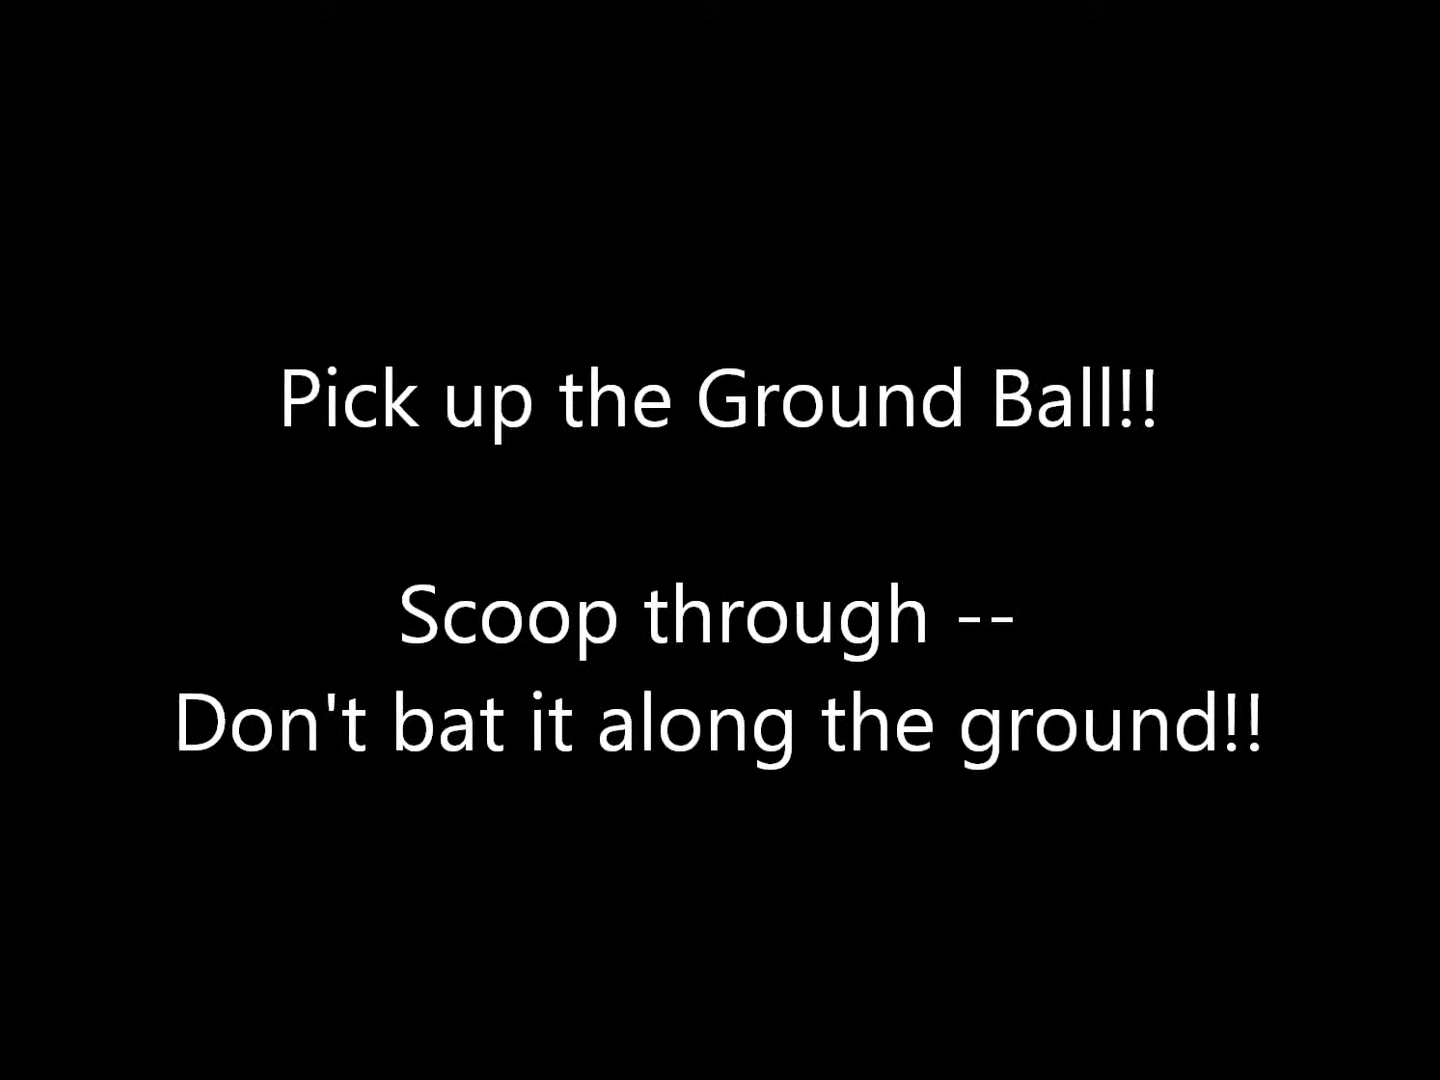 Pick up the Ground Ball!!
Scoop through --
Don't bat it along the ground!!